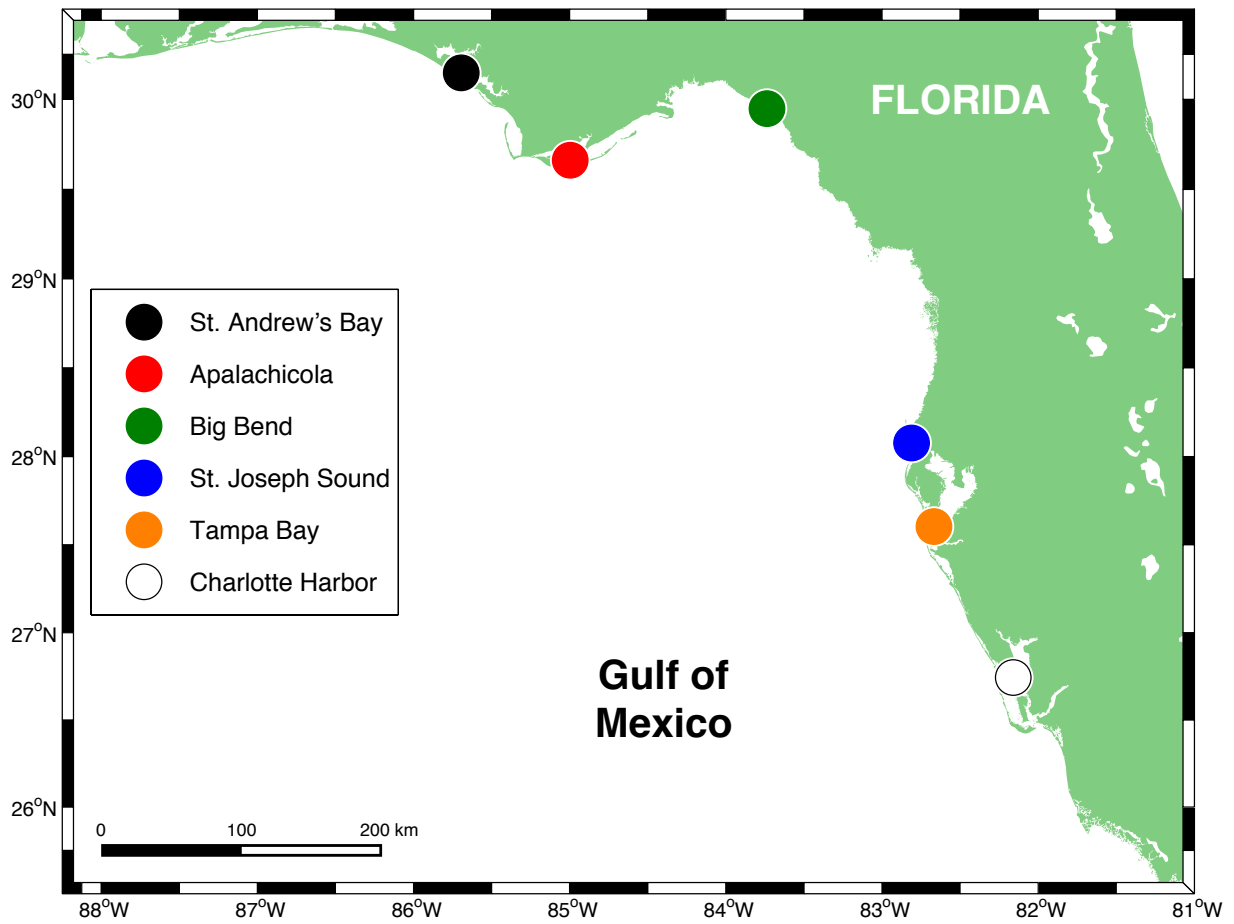 30°N
FLORIDA
29°N
St. Andrew's Bay
Apalachicola
Big Bend
28°N
St. Joseph Sound
Tampa Bay
Charlotte Harbor
27°N
Gulf of
Mexico
26°N
0 100 200 km
88°W 87°W 86°W 85°W 84°W 83°W 82°W 81°W